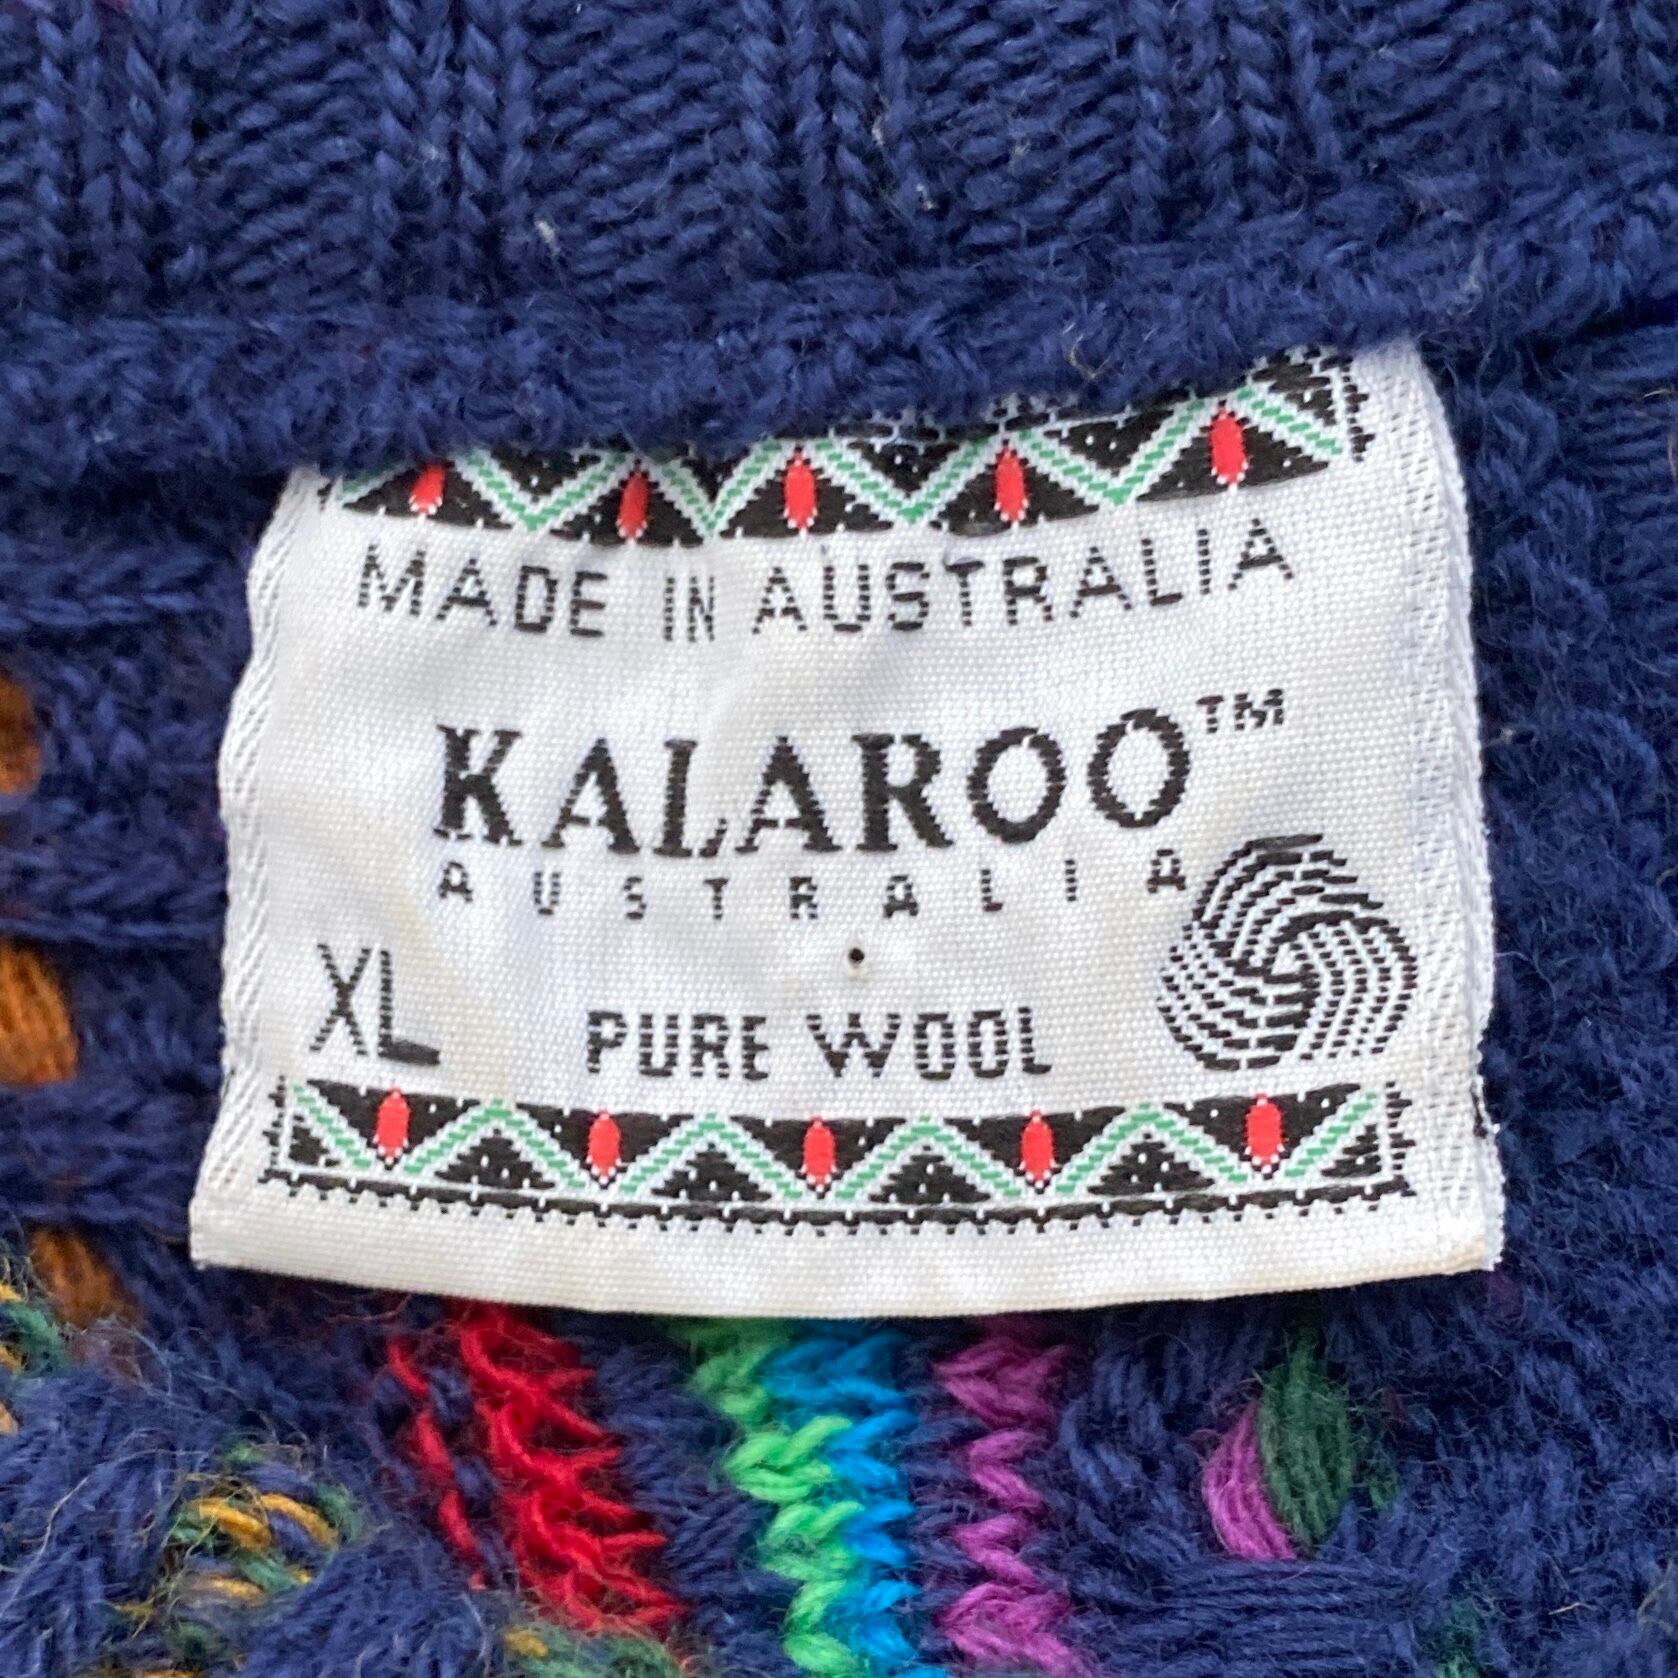 MADE IN AUSTRALIA
KALAROO™
AUSTRALIA
XL
PURE WOOL